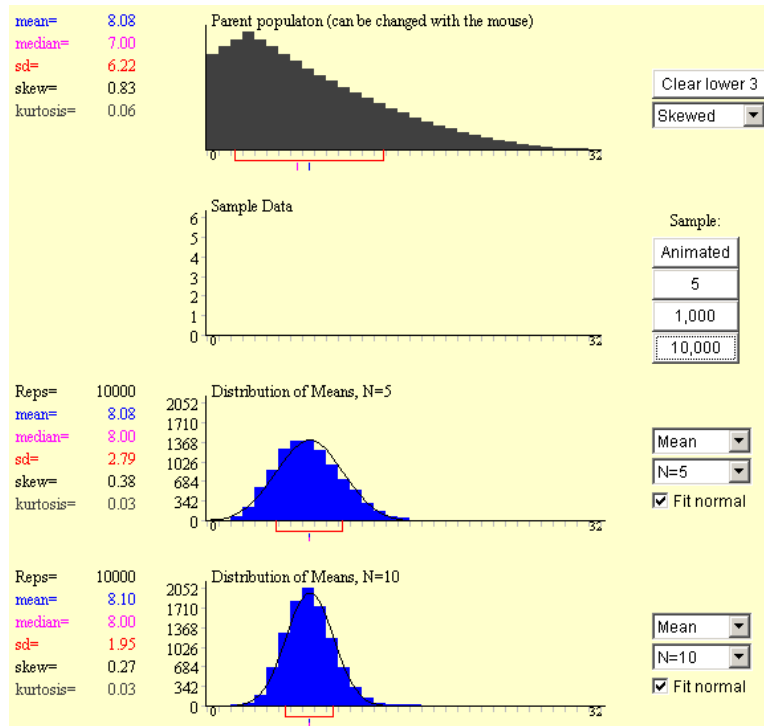 mean= 8.08
median= 7.00
sd= 6.22
skew= 0.83
kurtosis= 0.06
Parent populaton (can be changed with the mouse)
0 32
Clear lower 3
Skewed
Sample Data
6
5
4
3
2
1
0
0 32
Sample:
Animated
5
1,000
10,000
Reps= 10000
mean= 8.08
median= 8.00
sd= 2.79
skew= 0.38
kurtosis= 0.03
Distribution of Means, N=5
2052
1710
1368
1026
684
342
0
0 32
Mean
N=5
Fit normal
Reps= 10000
mean= 8.10
median= 8.00
sd= 1.95
skew= 0.27
kurtosis= 0.03
Distribution of Means, N=10
2052
1710
1368
1026
684
342
0
0 32
Mean
N=10
Fit normal